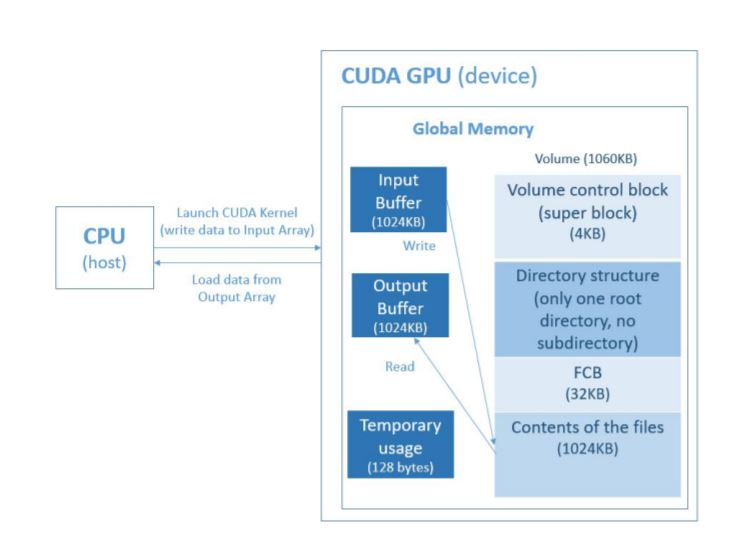 CUDA GPU (device)
Global Memory
Volume (1060KB)
Input
Buffer
(1024KB)
Volume control block
(super block)
(4KB)
Launch CUDA Kernel
(write data to Input Array)
CPU
(host)
Write
Load data from
Output Array
Output
Buffer
(1024KB)
Directory structure
(only one root
directory, no
subdirectory)
Read
FCB
(32KB)
Temporary
usage
(128 bytes)
Contents of the files
(1024KB)